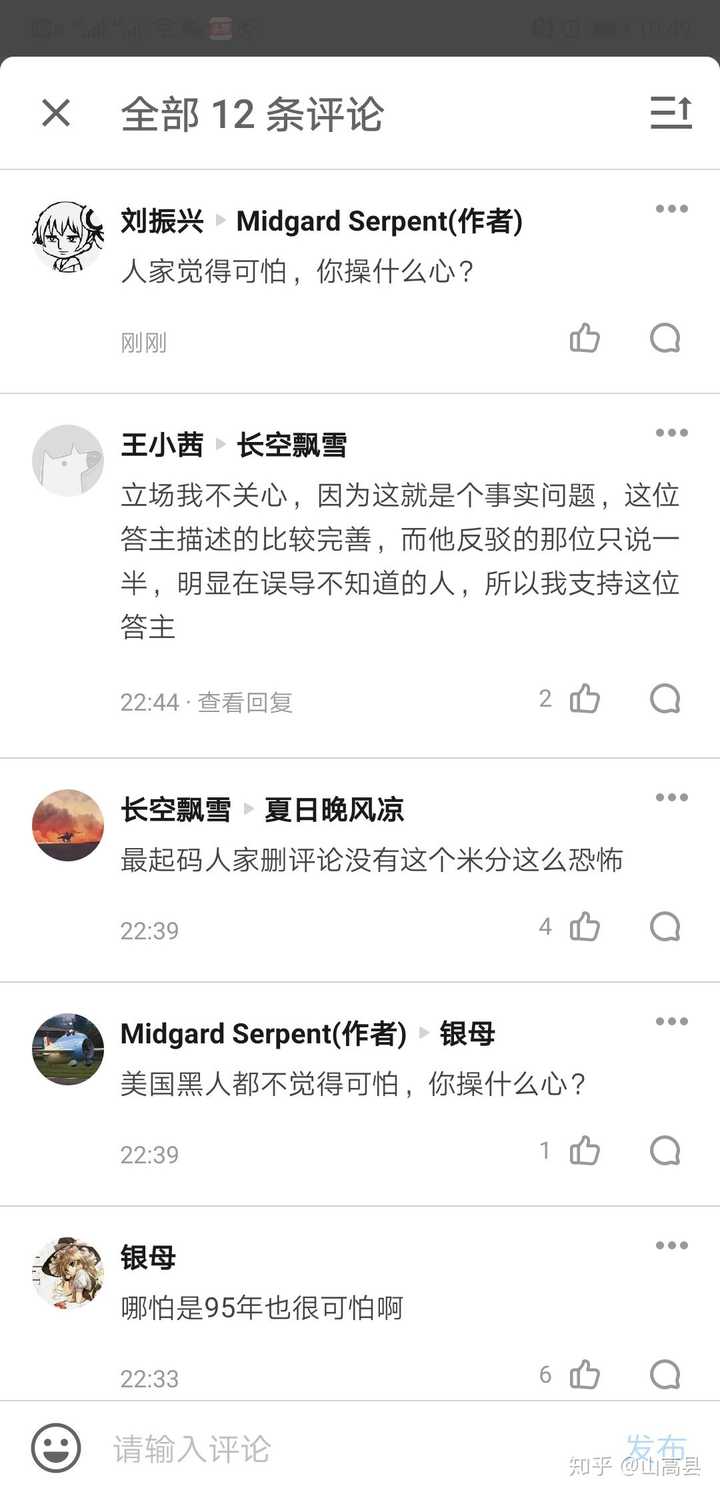 全部 12 条评论
刘振兴 Midgard Serpent(作者)
人家觉得可怕，你操什么心？
刚刚
王小茜 长空飘雪
立场我不关心，因为这就是个事实问题，这位
答主描述的比较完善，而他反驳的那位只说一
半，明显在误导不知道的人，所以我支持这位
答主
22:44 · 查看回复
2
长空飘雪 夏日晚风凉
最起码人家删评论没有这个米分这么恐怖
22:39
4
Midgard Serpent(作者) 银母
美国黑人都不觉得可怕，你操什么心？
22:39
1
银母
哪怕是95年也很可怕啊
22:33
6
请输入评论
发布
知乎 @山高县